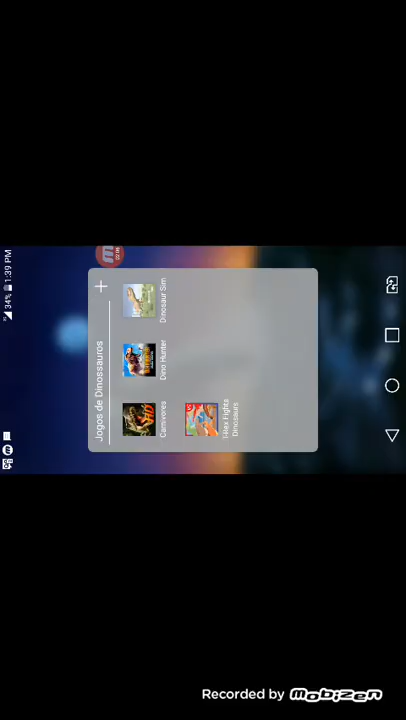 34% 1:39 PM
Jogos de Dinossauros
Carnivores
Dino Hunter
Dinosaur Sim
T-Rex Fights
Dinosaurs
Recorded by Mobizen